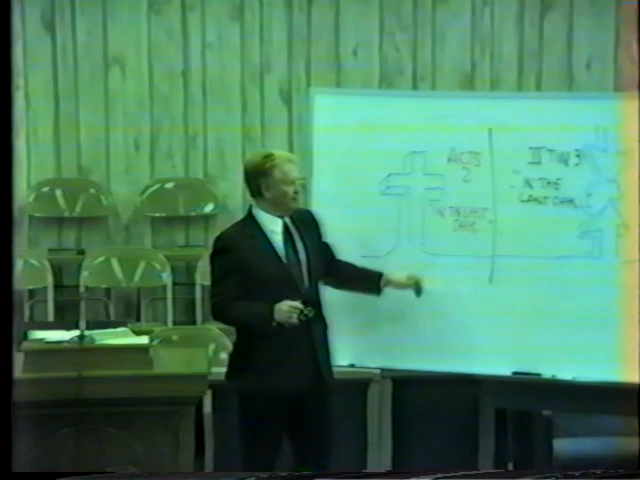 ACTS
2
"IN THE LAST
DAYS"
II TIM 3
"IN THE
LAST DAYS"